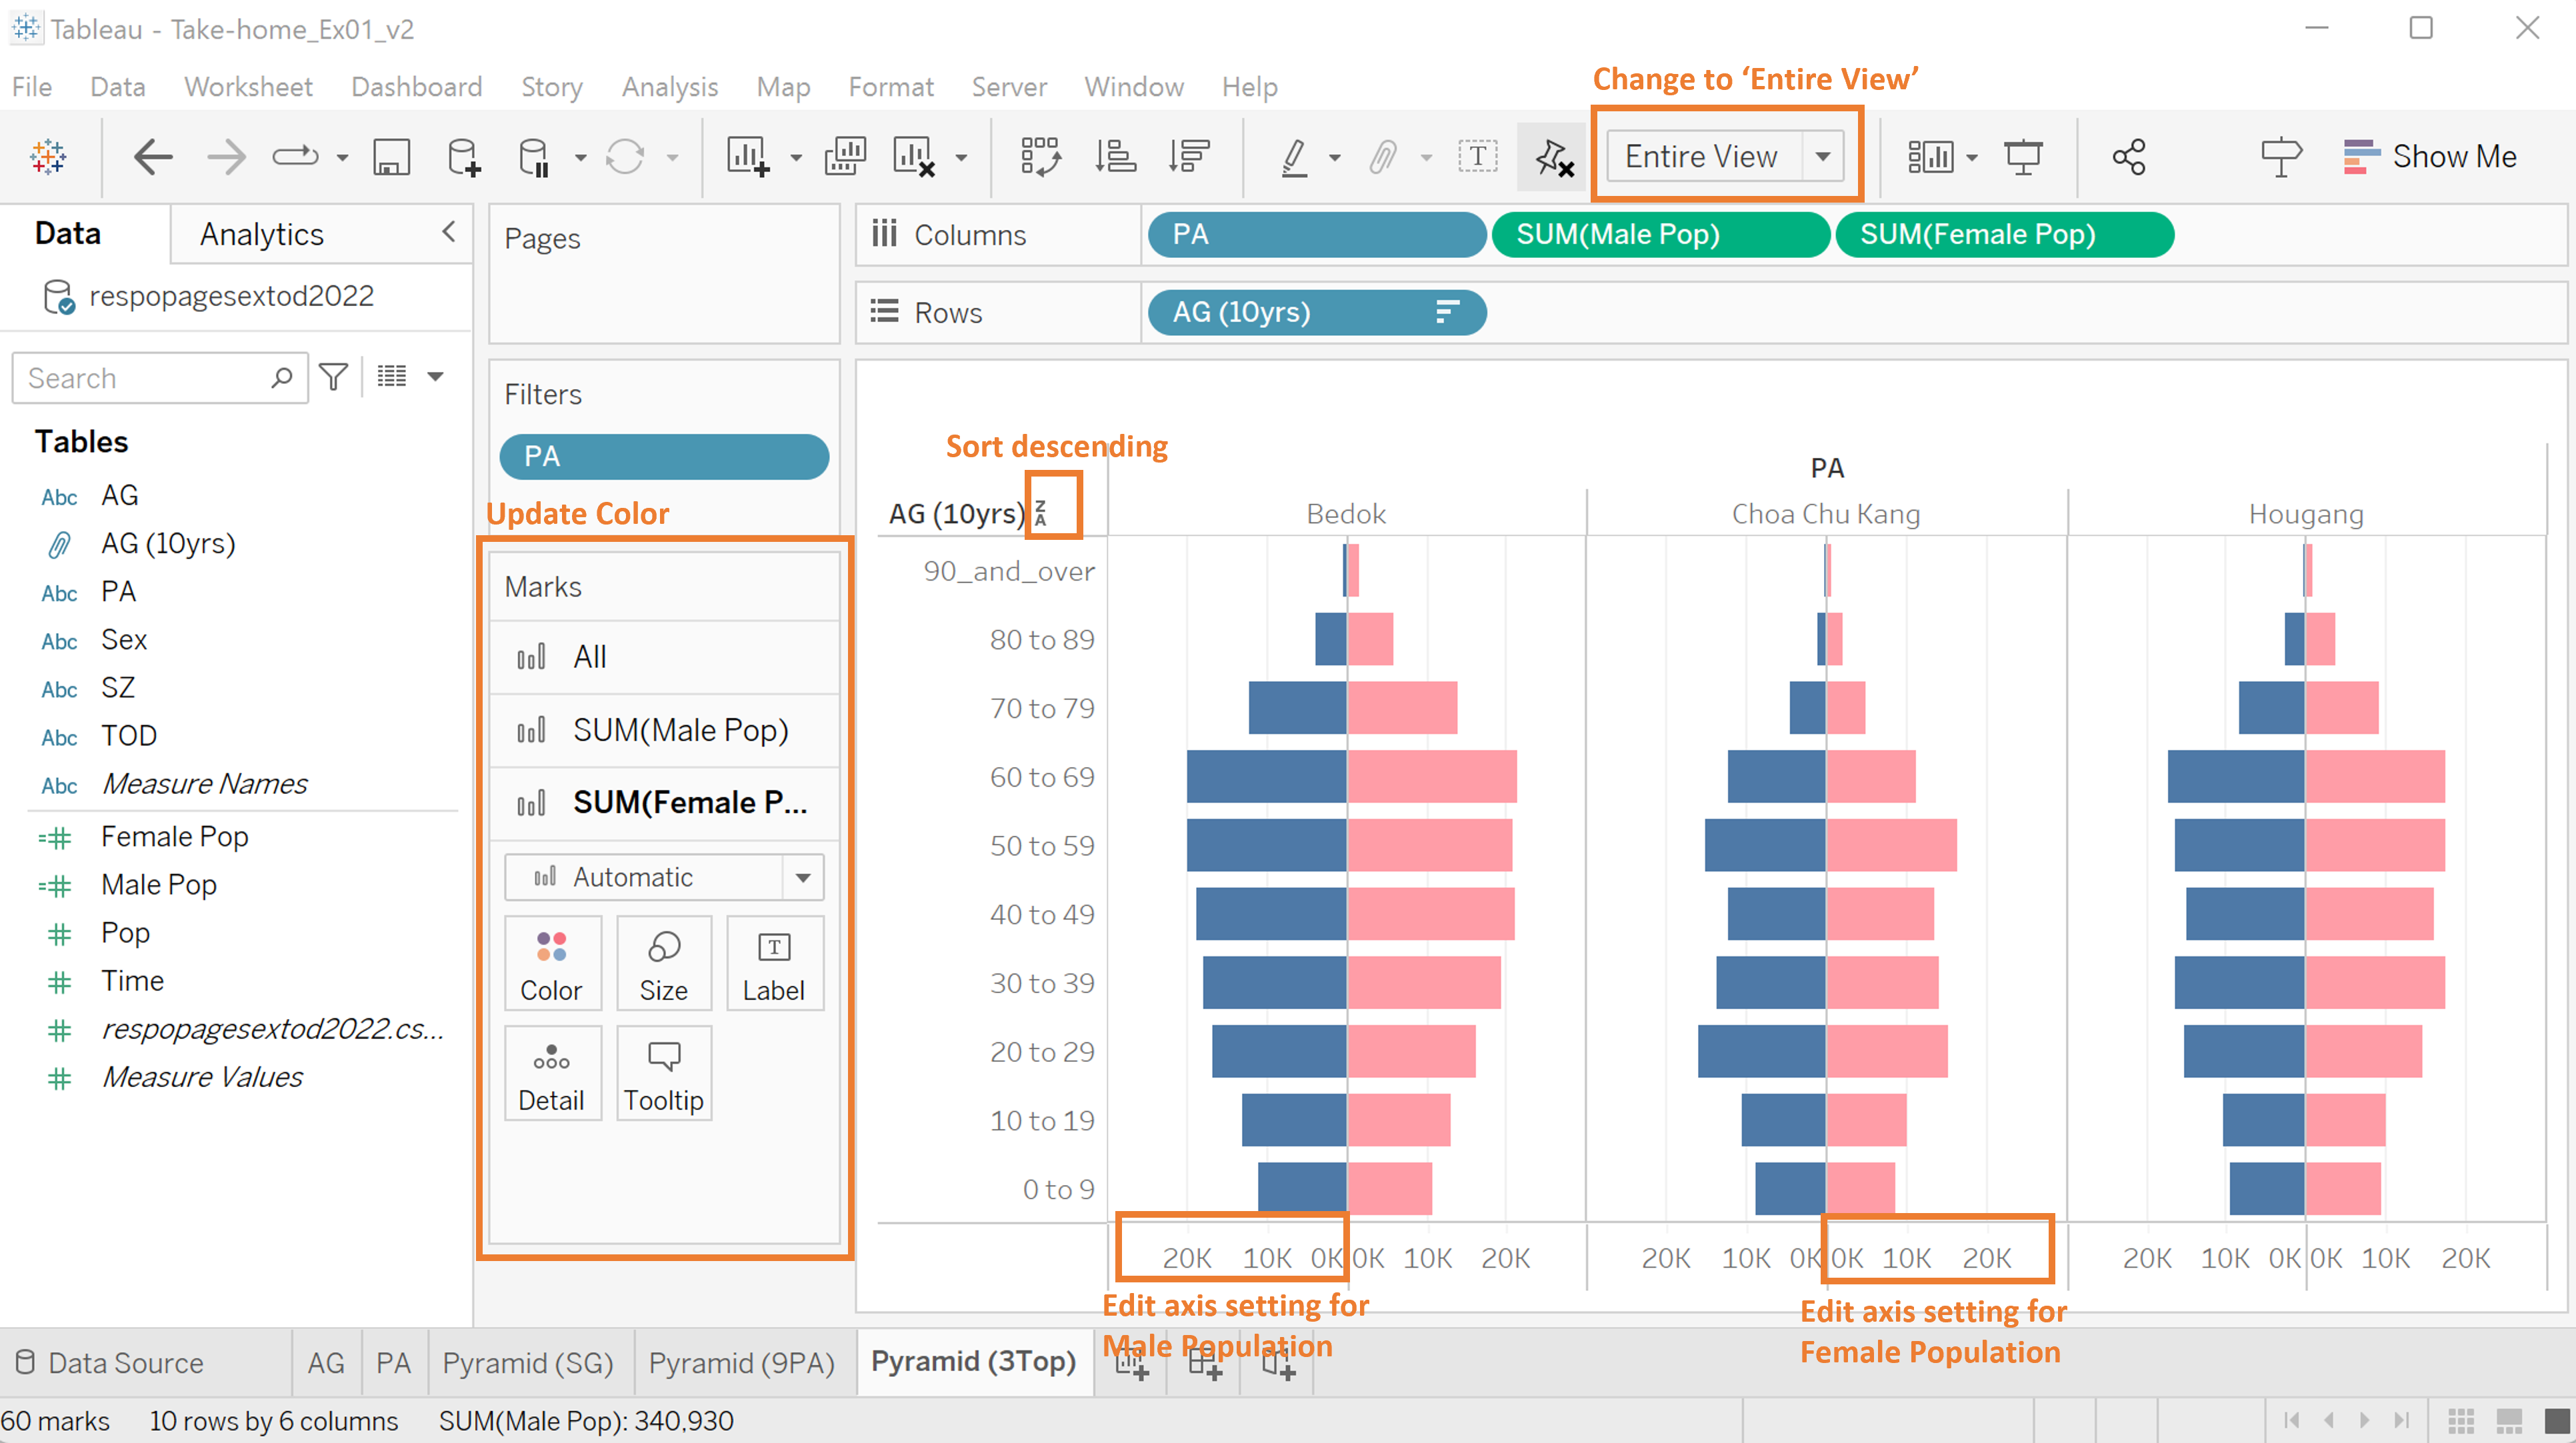 Tableau - Take-home_Ex01_v2
File Data Worksheet Dashboard Story Analysis Map Format Server Window Help
Change to ‘Entire View’
Entire View
Show Me
Data
Analytics
Pages
Columns
PA
SUM(Male Pop)
SUM(Female Pop)
respopagesextod2022
Rows
AG (10yrs)
Search
Filters
PA
Tables
Sort descending
Update Color
PA
AG (10yrs)
Z
A
Bedok
Choa Chu Kang
Hougang
Abc AG
AG (10yrs)
Abc PA
Abc Sex
Abc SZ
Abc TOD
Abc Measure Names
Female Pop
Male Pop
Pop
Time
respopagesextod2022.cs...
Measure Values
Marks
All
SUM(Male Pop)
SUM(Female P...
Automatic
Color
Size
T
Label
Detail
Tooltip
90_and_over
80 to 89
70 to 79
60 to 69
50 to 59
40 to 49
30 to 39
20 to 29
10 to 19
0 to 9
20K 10K 0K 0K 10K 20K
20K 10K 0K 0K 10K 20K
20K 10K 0K 0K 10K 20K
Edit axis setting for
Male Population
Edit axis setting for
Female Population
Data Source
AG
PA
Pyramid (SG)
Pyramid (9PA)
Pyramid (3Top)
60 marks 10 rows by 6 columns SUM(Male Pop): 340,930